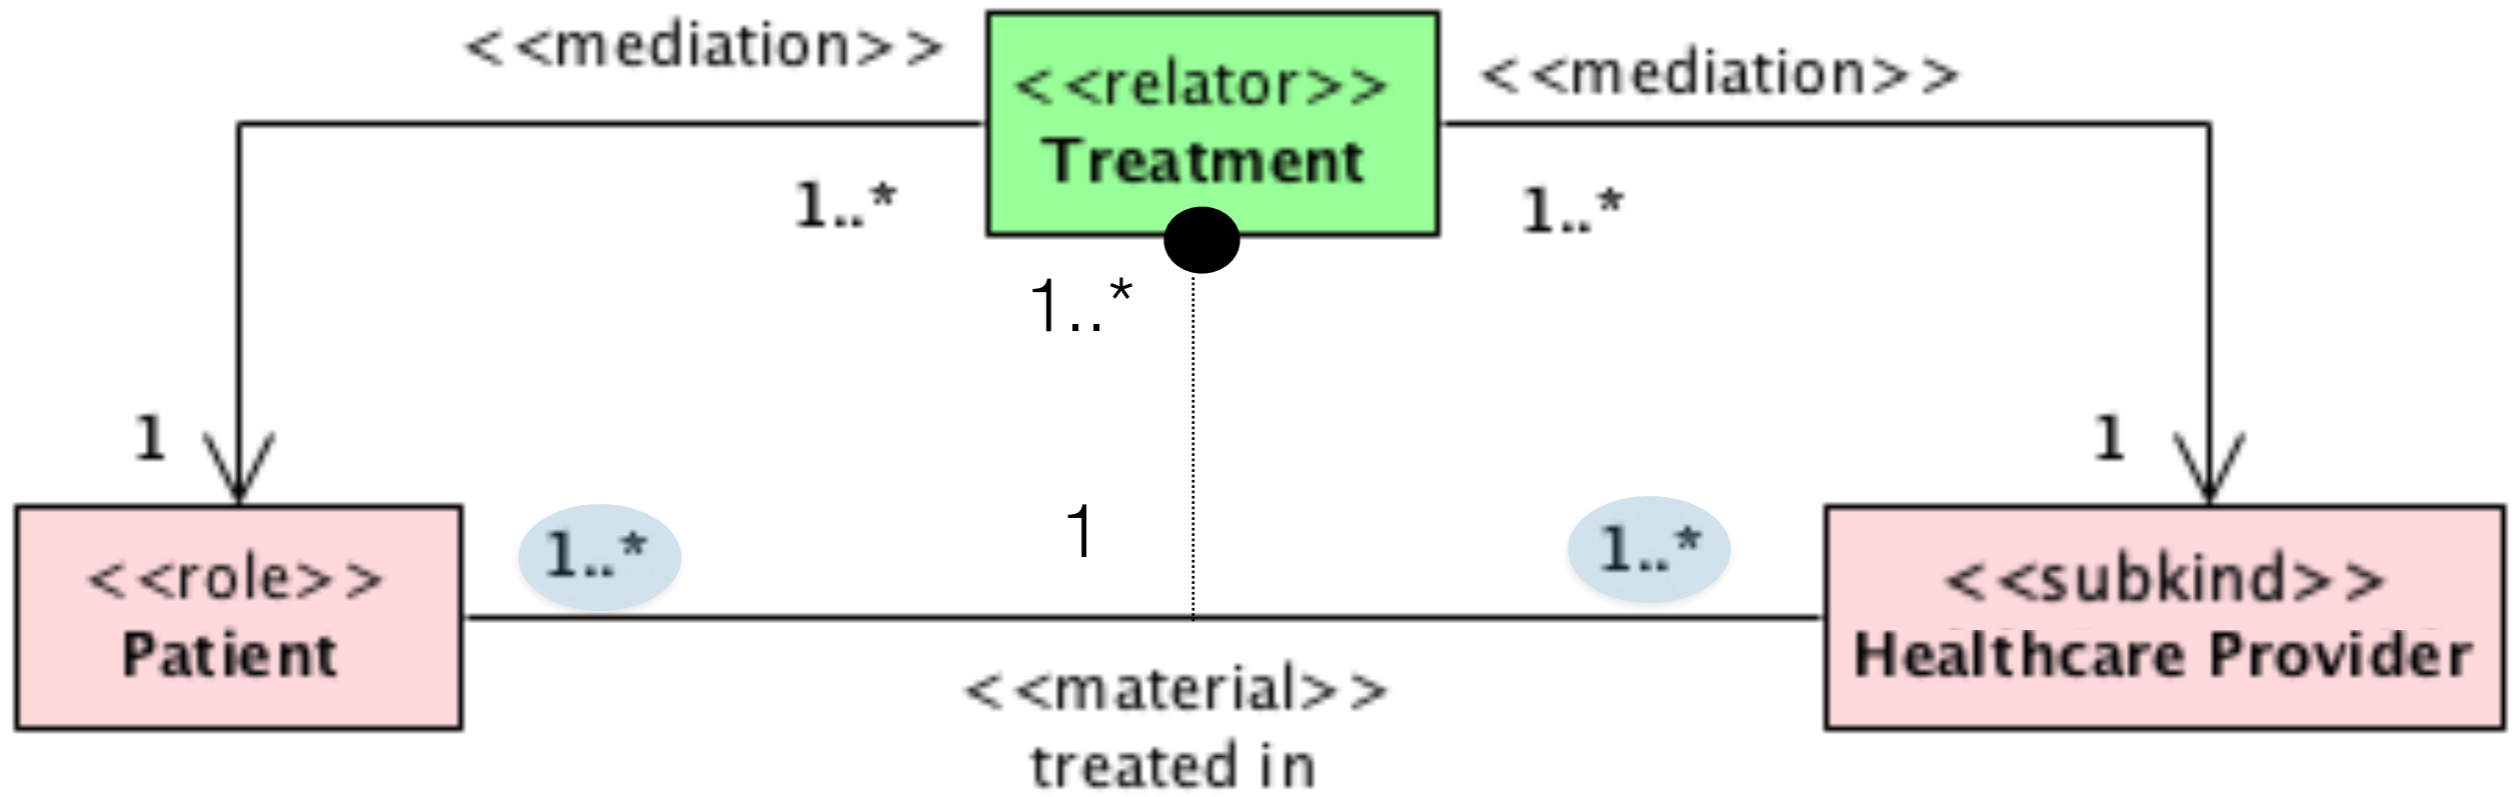 <<mediation>>
<<relator>>
Treatment
<<mediation>>
1..*
1..*
1..*
1
1
1..*
1
1..*
<<role>>
Patient
<<subkind>>
Healthcare Provider
<<material>>
treated in